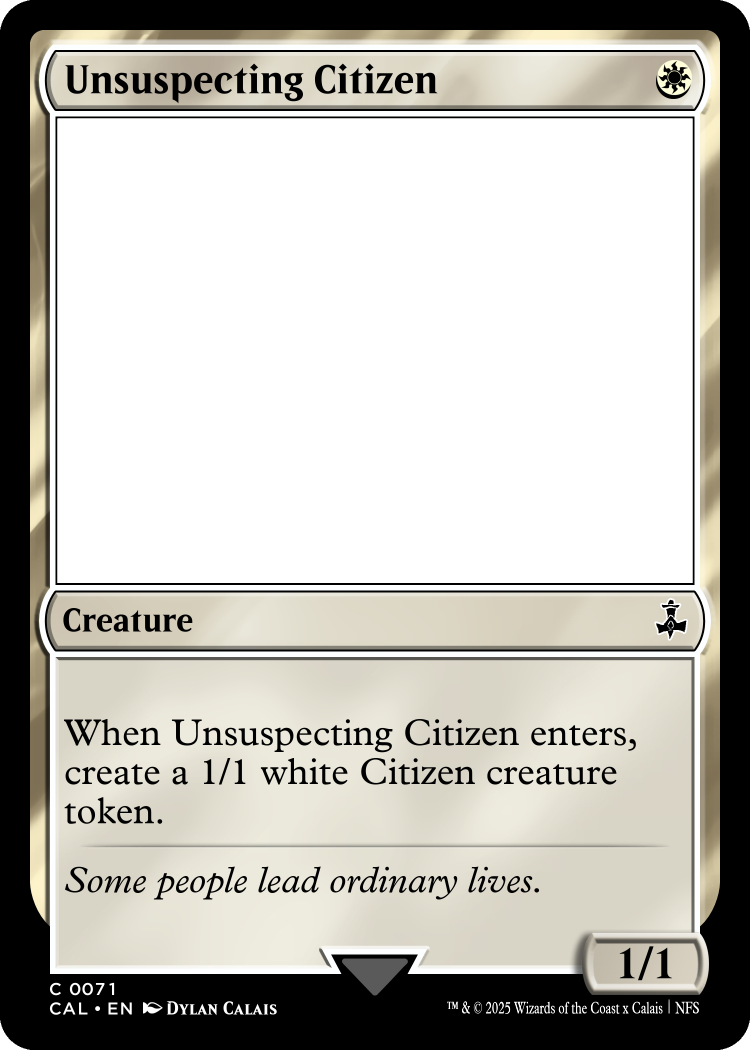 Unsuspecting Citizen
Creature
When Unsuspecting Citizen enters,
create a 1/1 white Citizen creature
token.
Some people lead ordinary lives.
1/1
C 0071
CAL • EN Dylan Calais
™ & © 2025 Wizards of the Coast x Calais | NFS